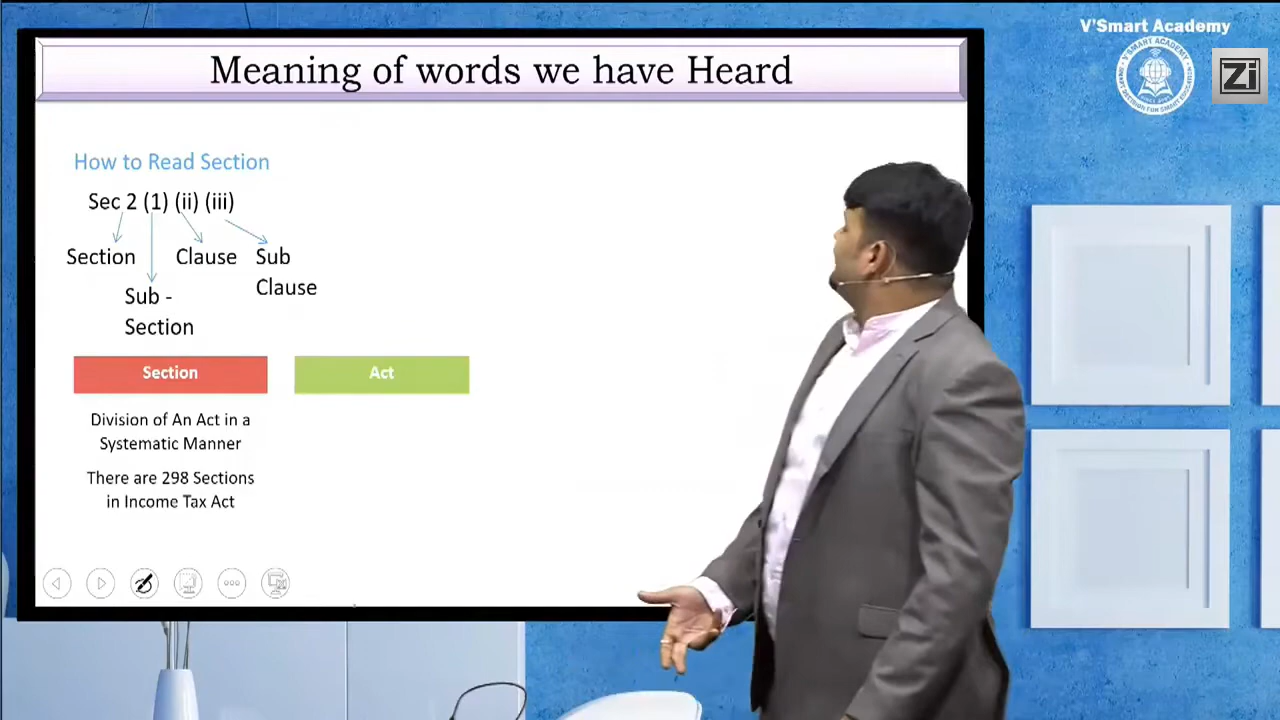 V'Smart Academy
Zi
Meaning of words we have Heard
How to Read Section
Sec 2 (1) (ii) (iii)
Section
Clause
Sub
Clause
Sub -
Section
Section
Act
Division of An Act in a
Systematic Manner
There are 298 Sections
in Income Tax Act